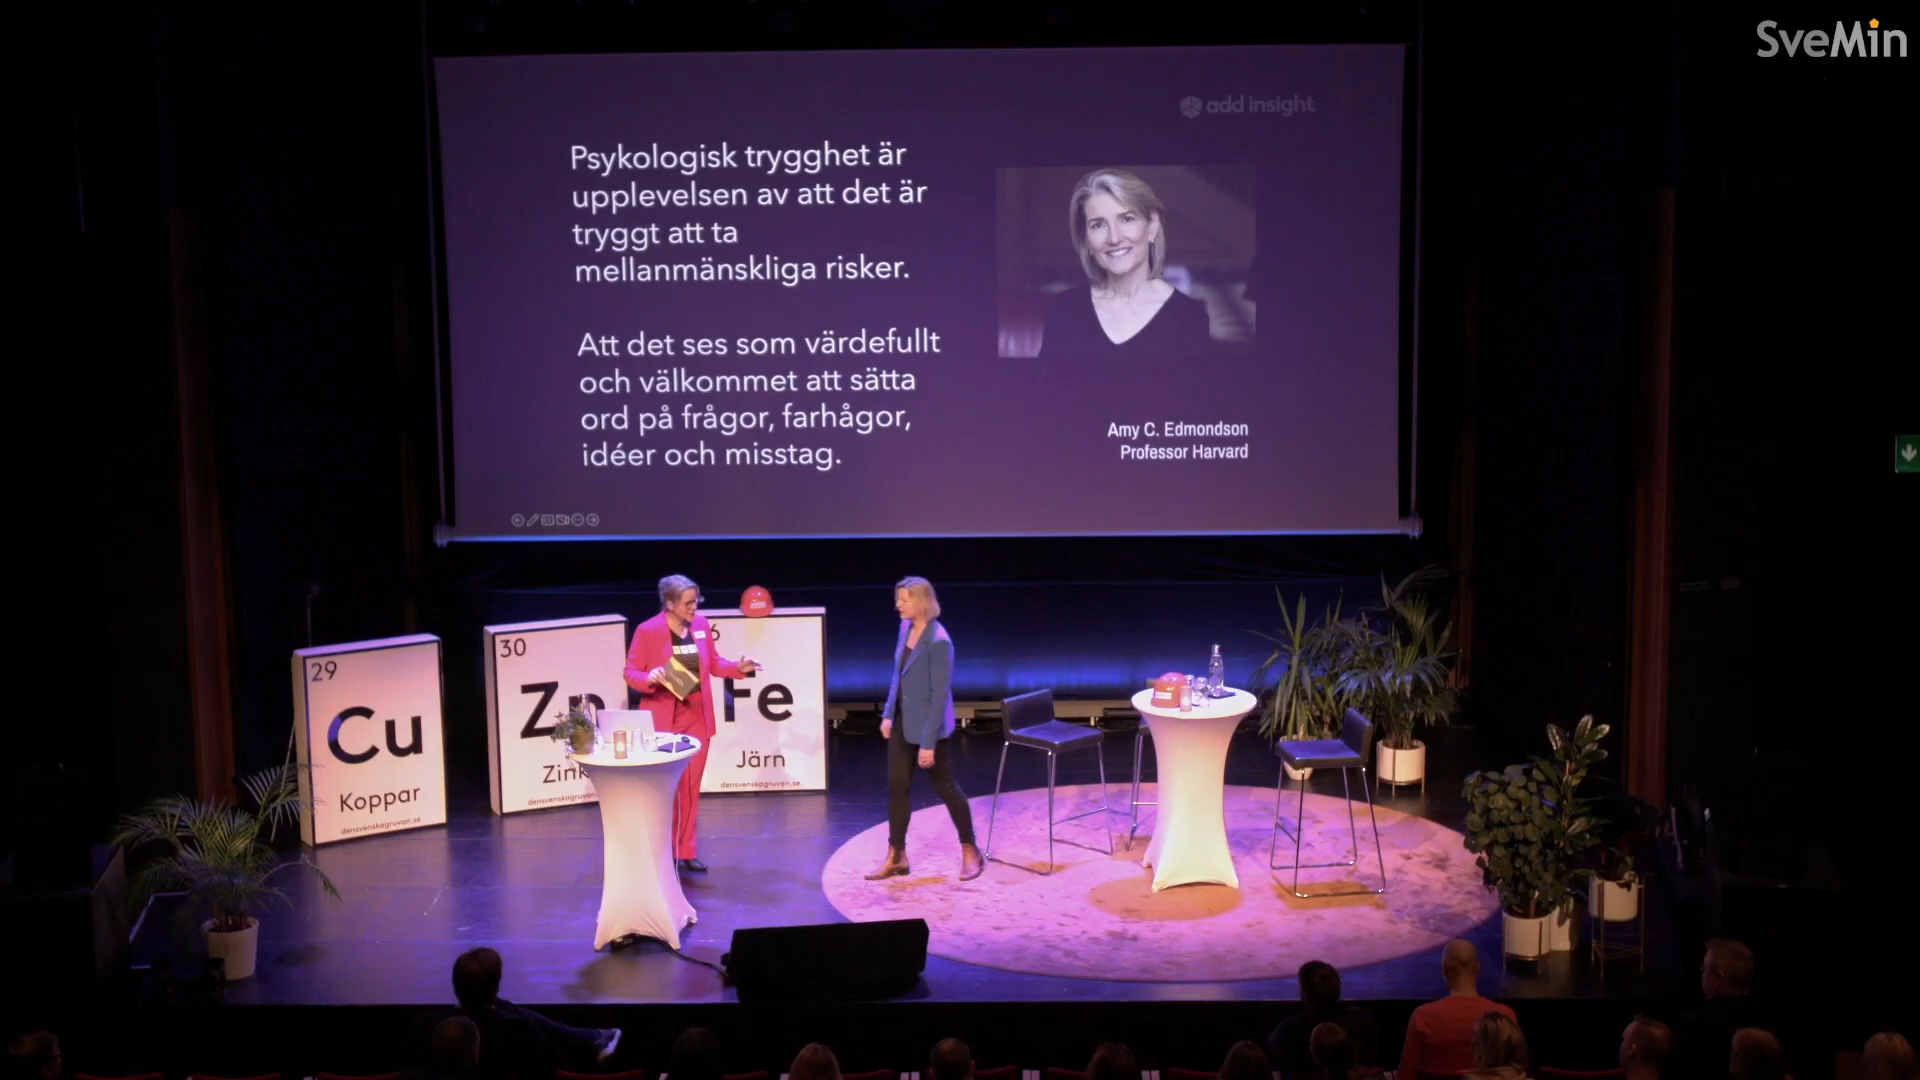 SveMin
add insight
Psykologisk trygghet är
upplevelsen av att det är
tryggt att ta
mellanmänskliga risker.
Att det ses som värdefullt
och välkommet att sätta
ord på frågor, farhågor,
idéer och misstag.
Amy C. Edmondson
Professor Harvard
29
Cu
Koppar
densvenskagruvan.se
30
Zn
Zink
densvenskagruvan
6
Fe
Järn
densvenskagruvan.se